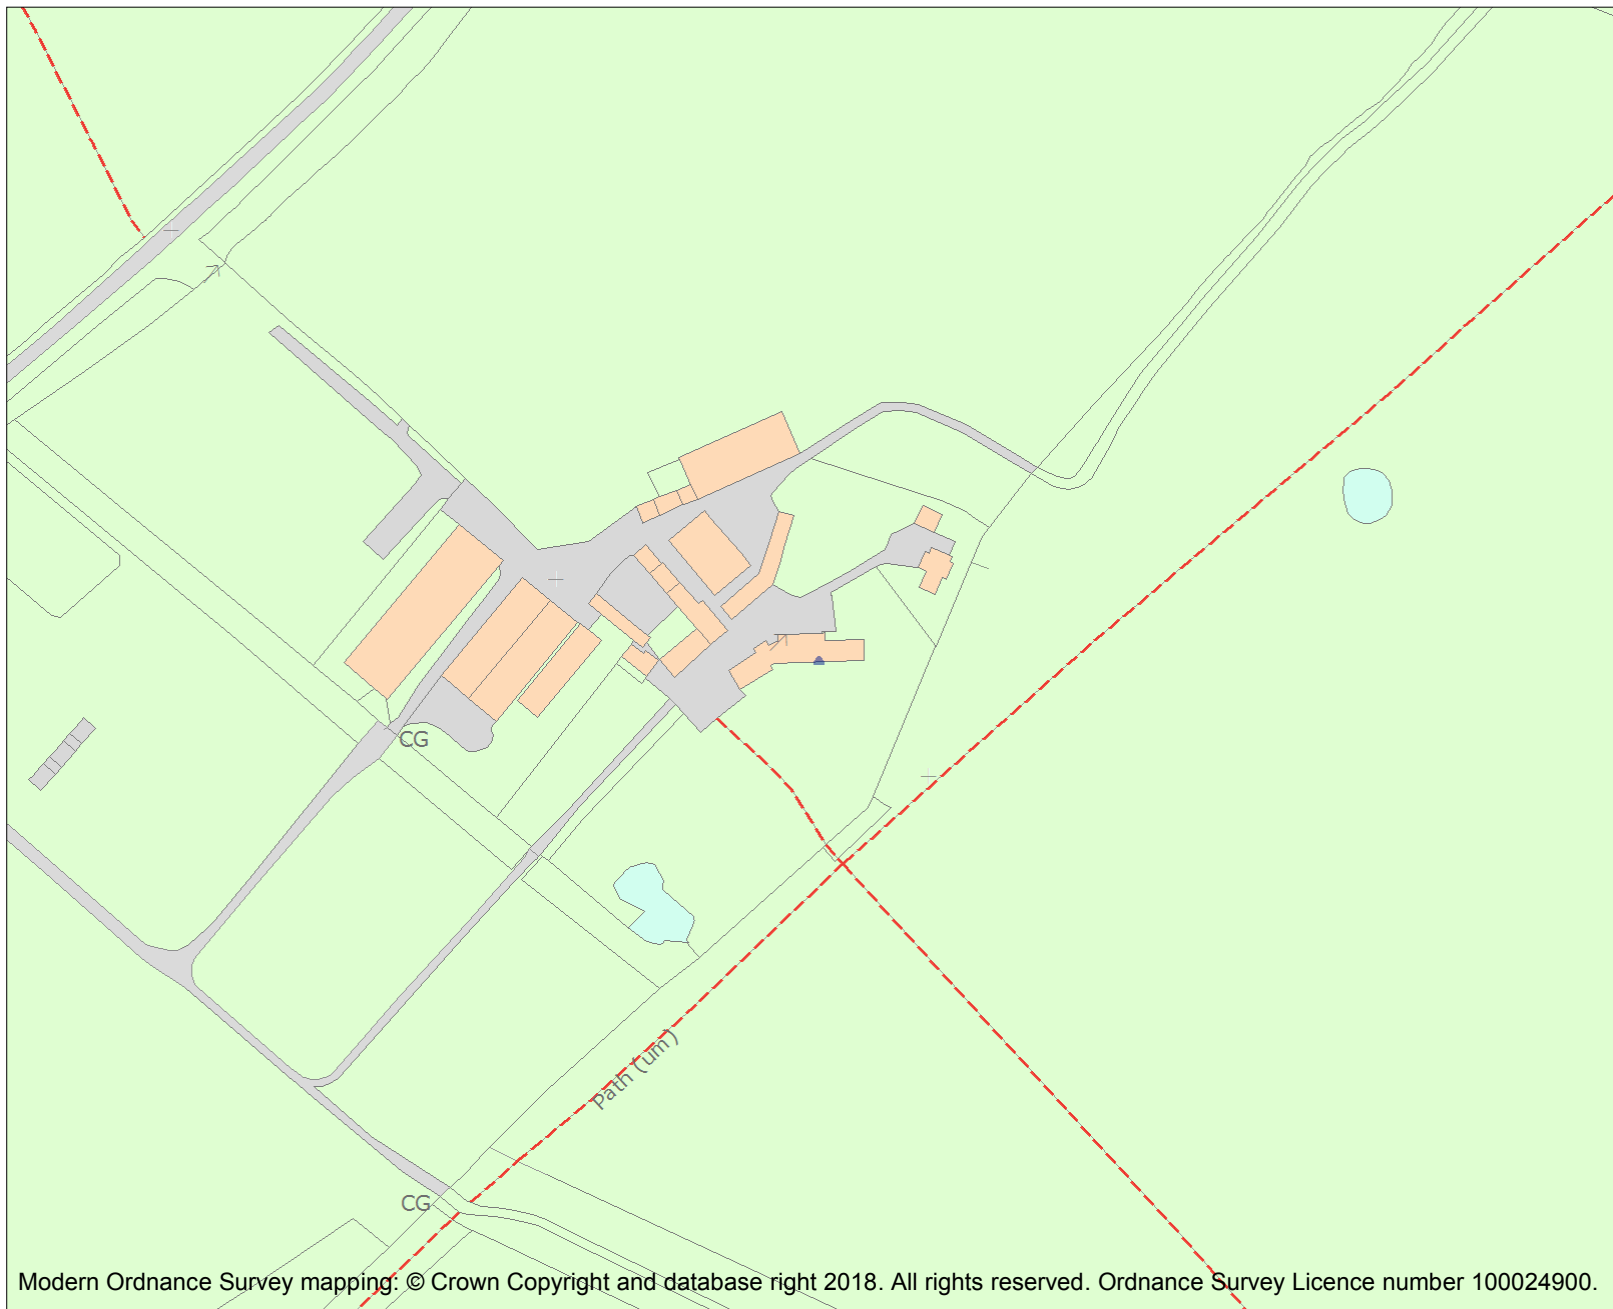 CG
Path (um)
CG
Modern Ordnance Survey mapping: © Crown Copyright and database right 2018. All rights reserved. Ordnance Survey Licence number 100024900.